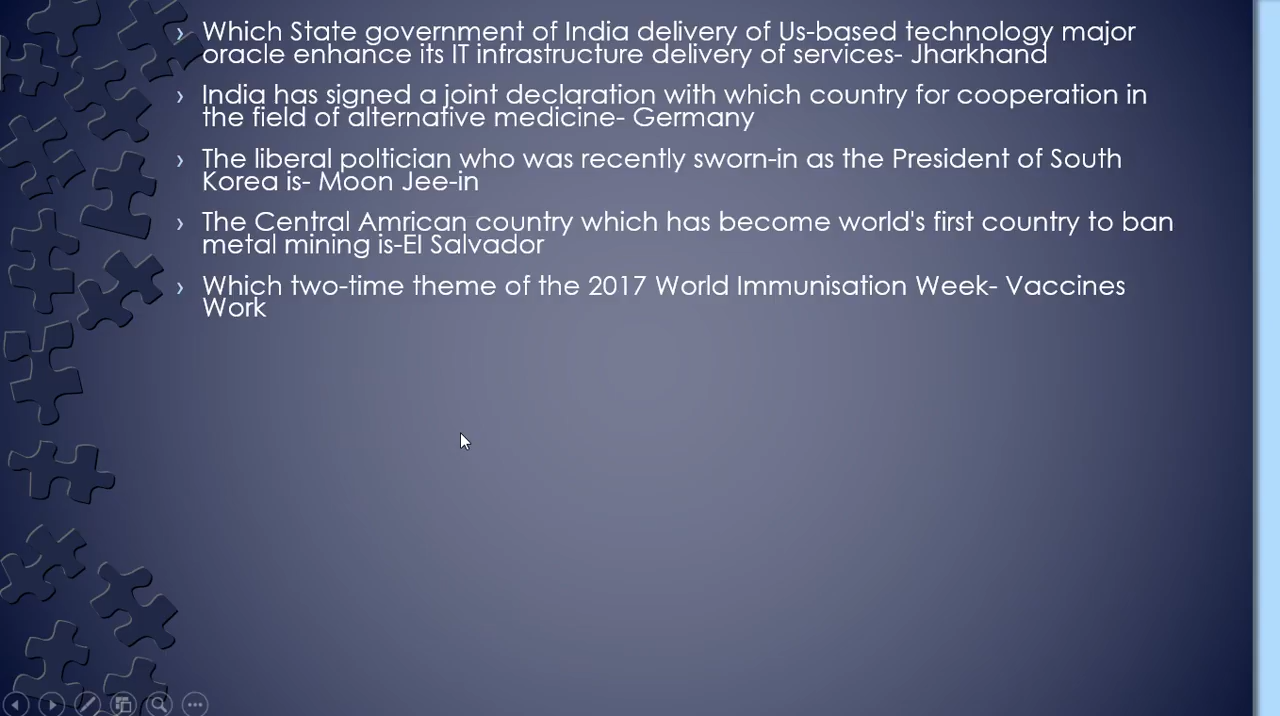 Which State government of India delivery of Us-based technology major
oracle enhance its IT infrastructure delivery of services- Jharkhand
India has signed a joint declaration with which country for cooperation in
the field of alternative medicine- Germany
The liberal poltician who was recently sworn-in as the President of South
Korea is- Moon Jee-in
The Central Amrican country which has become world's first country to ban
metal mining is-El Salvador
Which two-time theme of the 2017 World Immunisation Week- Vaccines
Work